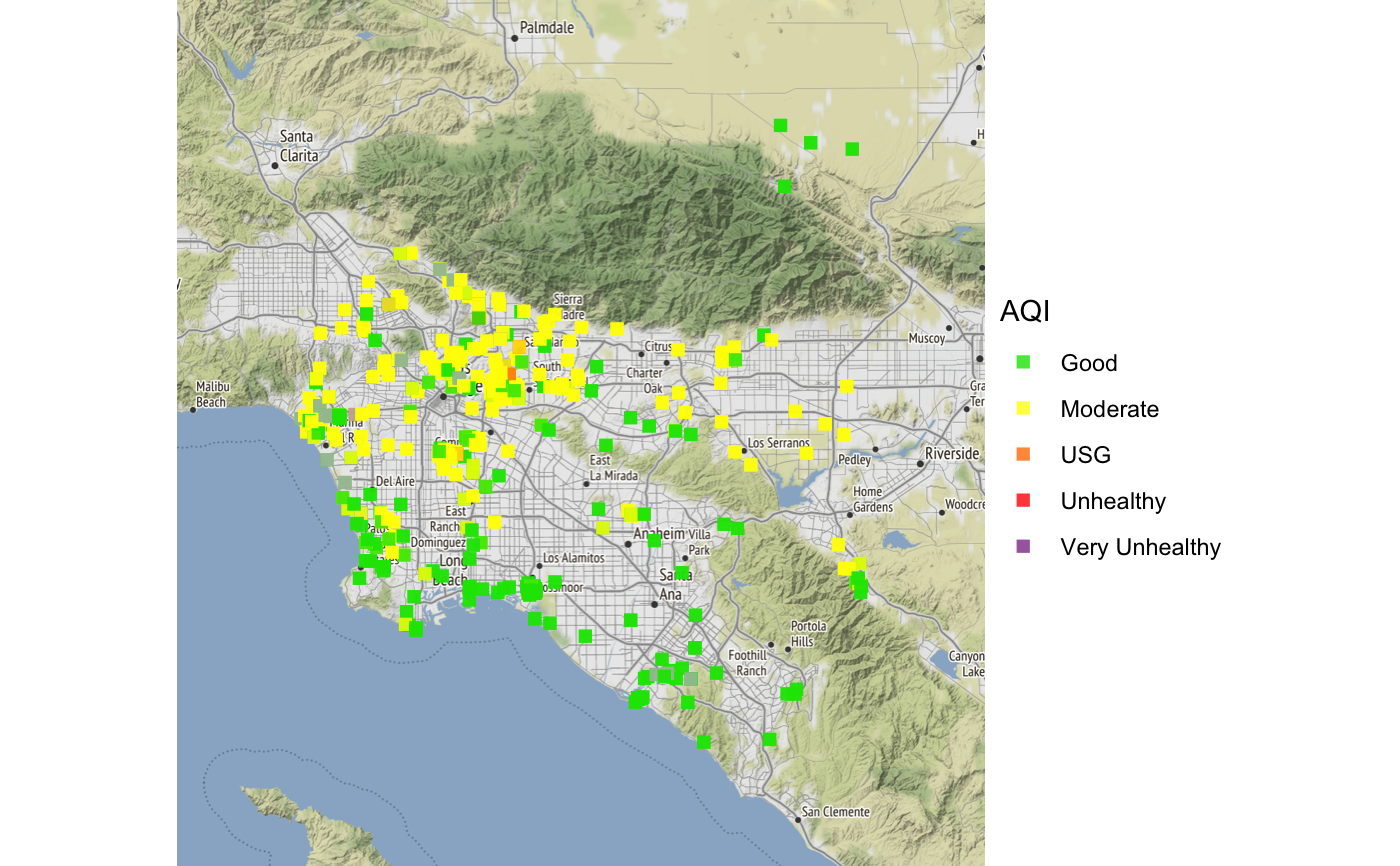 Palmdale
Santa
Clarita
H
Sierra
Madre
Muscoy
Citrus
South
Charter
Oak
Malibu
Beach
Los Serranos
Pedley
Riverside
East
La Mirada
Del Aire
Home
Gardens
Woodcre
East
Ranch
Dominguez
Anaheim
Villa
Park
Los Alamitos
Long
Beach
Santa
Ana
Portola
Hills
Foothill
Ranch
Canyon
Lake
San Clemente
AQI
Good
Moderate
USG
Unhealthy
Very Unhealthy